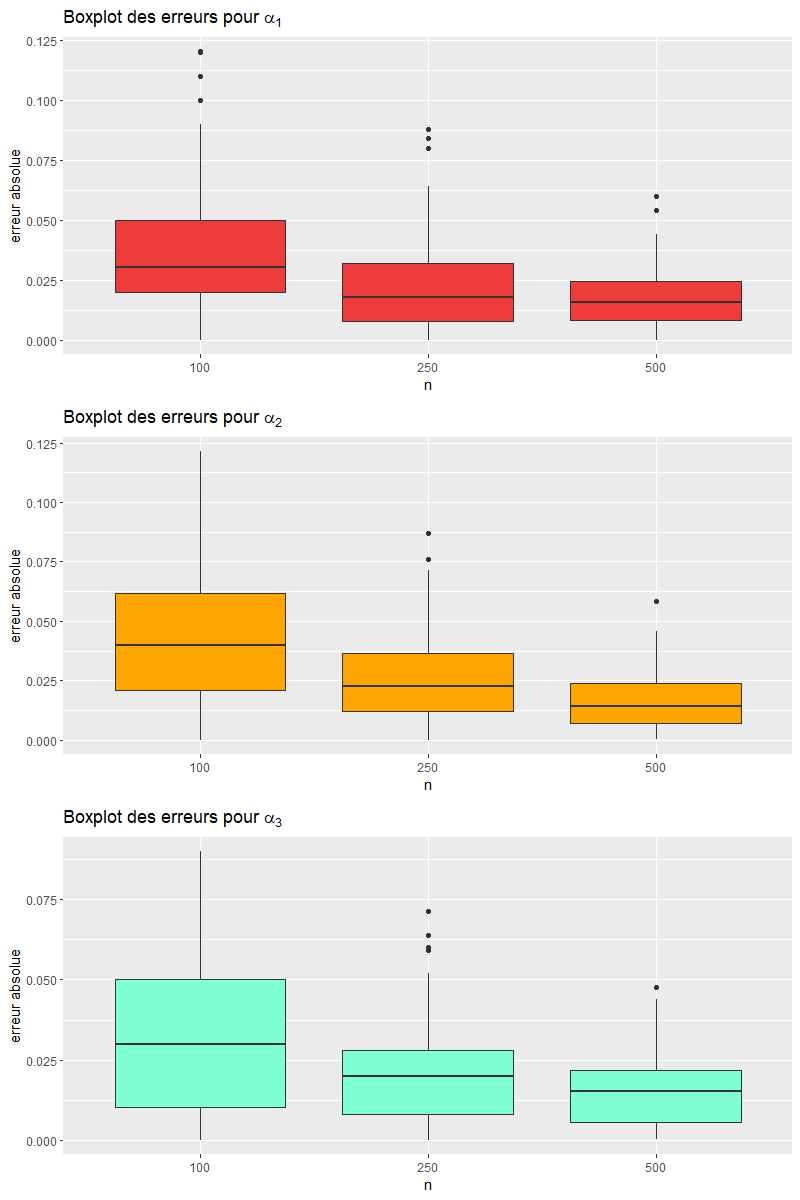 Boxplot des erreurs pour α1
0.125
0.100
0.075
0.050
0.025
0.000
erreur absolue
100 250 500
n
Boxplot des erreurs pour α2
0.125
0.100
0.075
0.050
0.025
0.000
erreur absolue
100 250 500
n
Boxplot des erreurs pour α3
0.075
0.050
0.025
0.000
erreur absolue
100 250 500
n